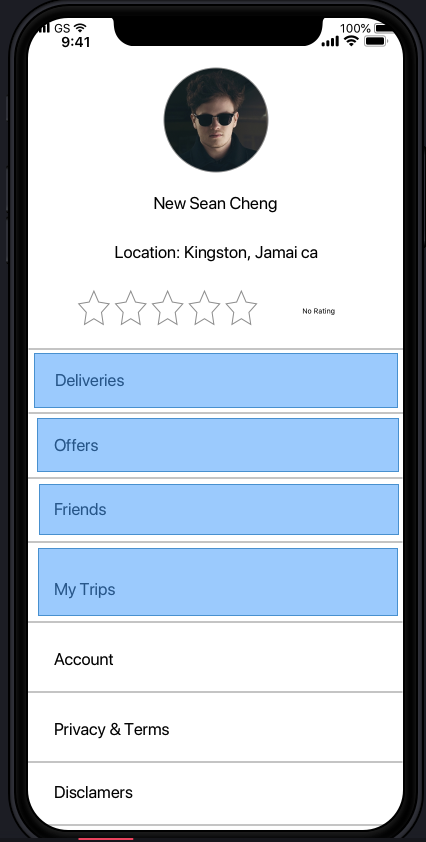 GS 100%
9:41
New Sean Cheng
Location: Kingston, Jamai ca
No Rating
Deliveries
Offers
Friends
My Trips
Account
Privacy & Terms
Disclamers